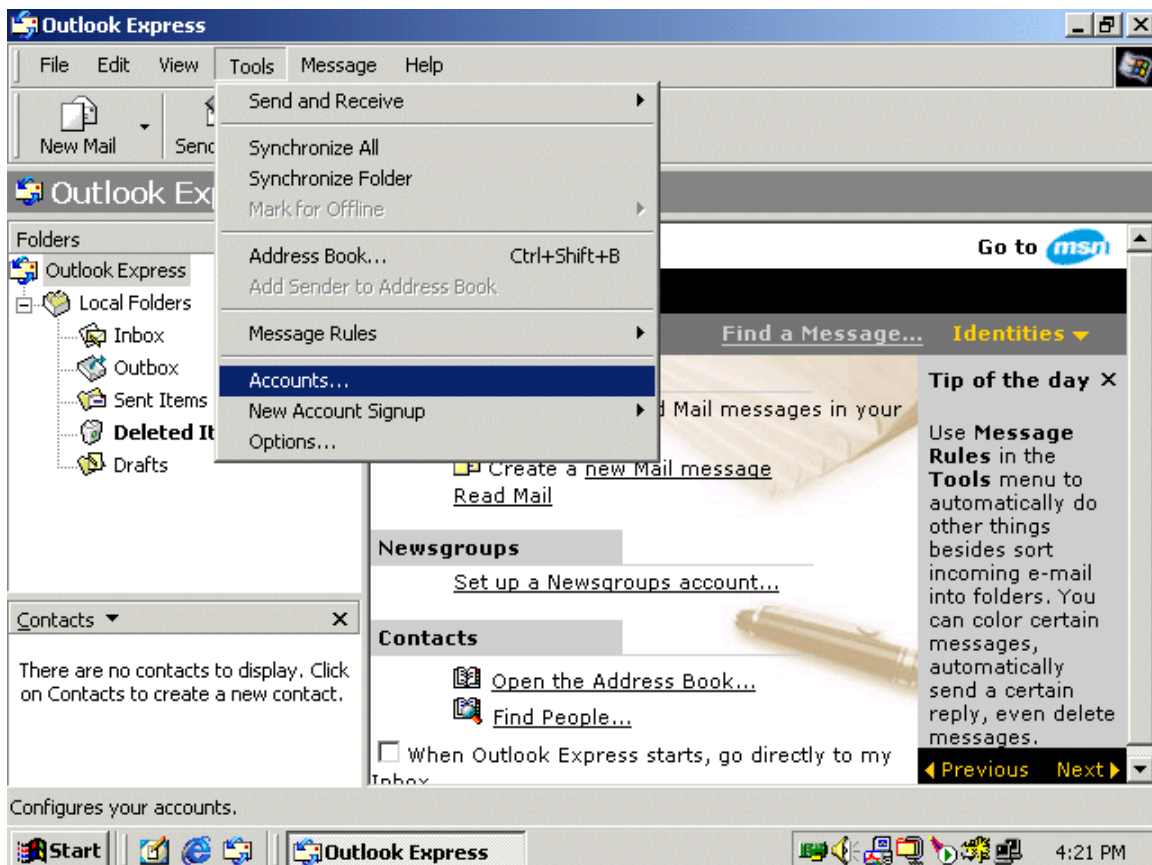 Outlook Express
File Edit View Tools Message Help
New Mail
Send and Receive
Synchronize All
Synchronize Folder
Mark for Offline
Address Book... Ctrl+Shift+B
Add Sender to Address Book
Message Rules
Accounts...
New Account Signup
Options...
Folders
Outlook Express
Local Folders
Inbox
Outbox
Sent Items
Deleted It
Drafts
Contacts
There are no contacts to display. Click
on Contacts to create a new contact.
Go to msn
Find a Message... Identities
Mail messages in your
Create a new Mail message
Read Mail
Newsgroups
Set up a Newsgroups account...
Contacts
Open the Address Book...
Find People...
When Outlook Express starts, go directly to my
Inbox
Tip of the day
Use Message
Rules in the
Tools menu to
automatically do
other things
besides sort
incoming e-mail
into folders. You
can color certain
messages,
automatically
send a certain
reply, even delete
messages.
Previous Next
Configures your accounts.
Start Outlook Express 4:21 PM